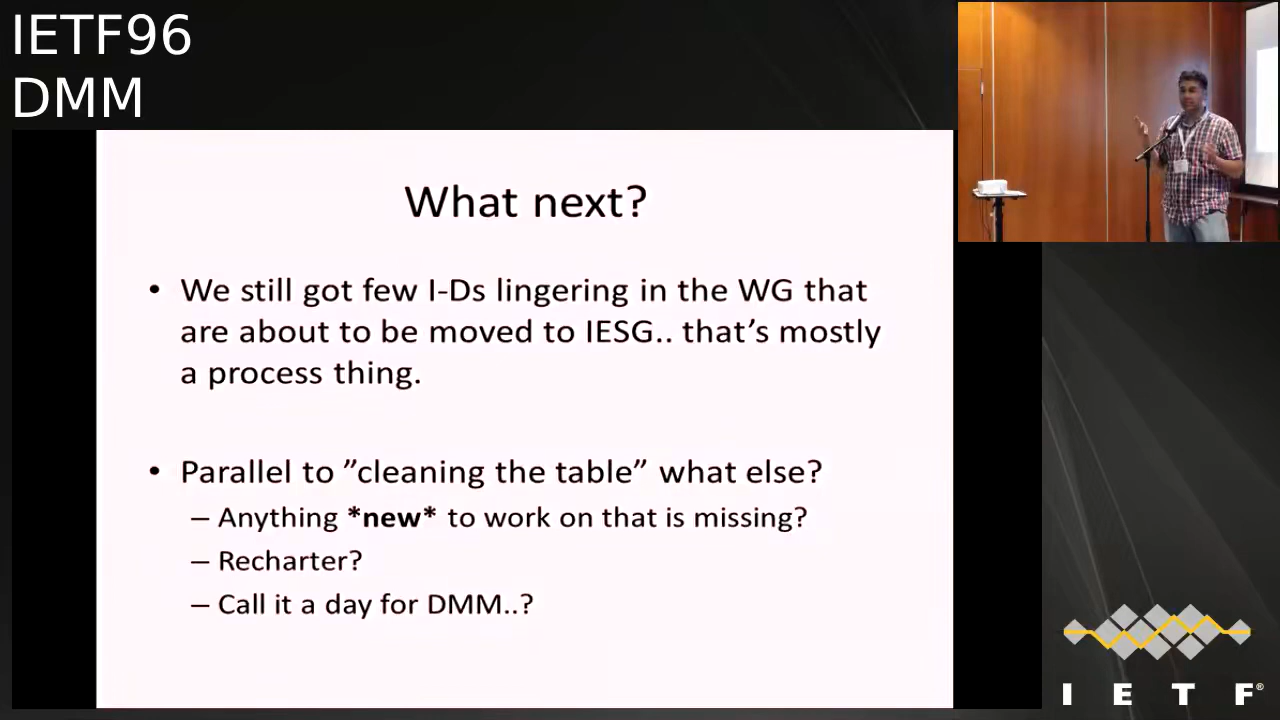 IETF96
DMM
What next?
• We still got few I-Ds lingering in the WG that
are about to be moved to IESG.. that’s mostly
a process thing.
• Parallel to ”cleaning the table” what else?
– Anything *new* to work on that is missing?
– Recharter?
– Call it a day for DMM..?
I E T F®